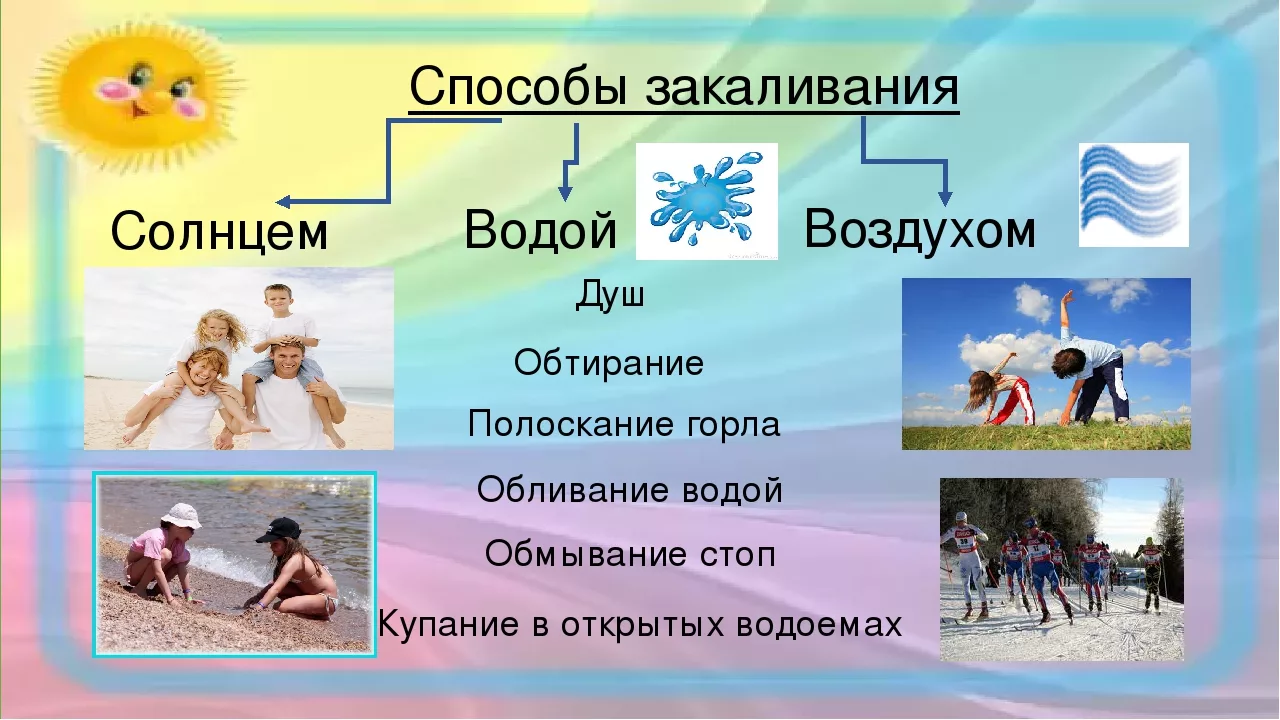 Способы закаливания
Солнцем
Водой
Воздухом
Душ
Обтирание
Полоскание горла
Обливание водой
Обмывание стоп
Купание в открытых водоемах